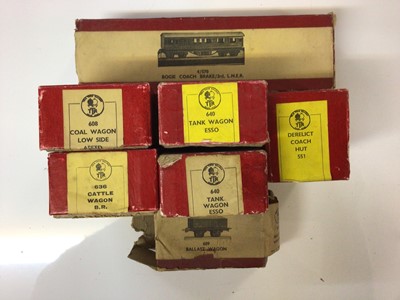 BOGIE COACH BRAKE/3rd, L.N.E.R.
608
COAL WAGON
LOW SIDE
640
TANK WAGON
ESSO
DERELICT
COACH
HUT
551
636
CATTLE
WAGON
B.R.
640
TANK
WAGON
ESSO
BALLAST WAGON